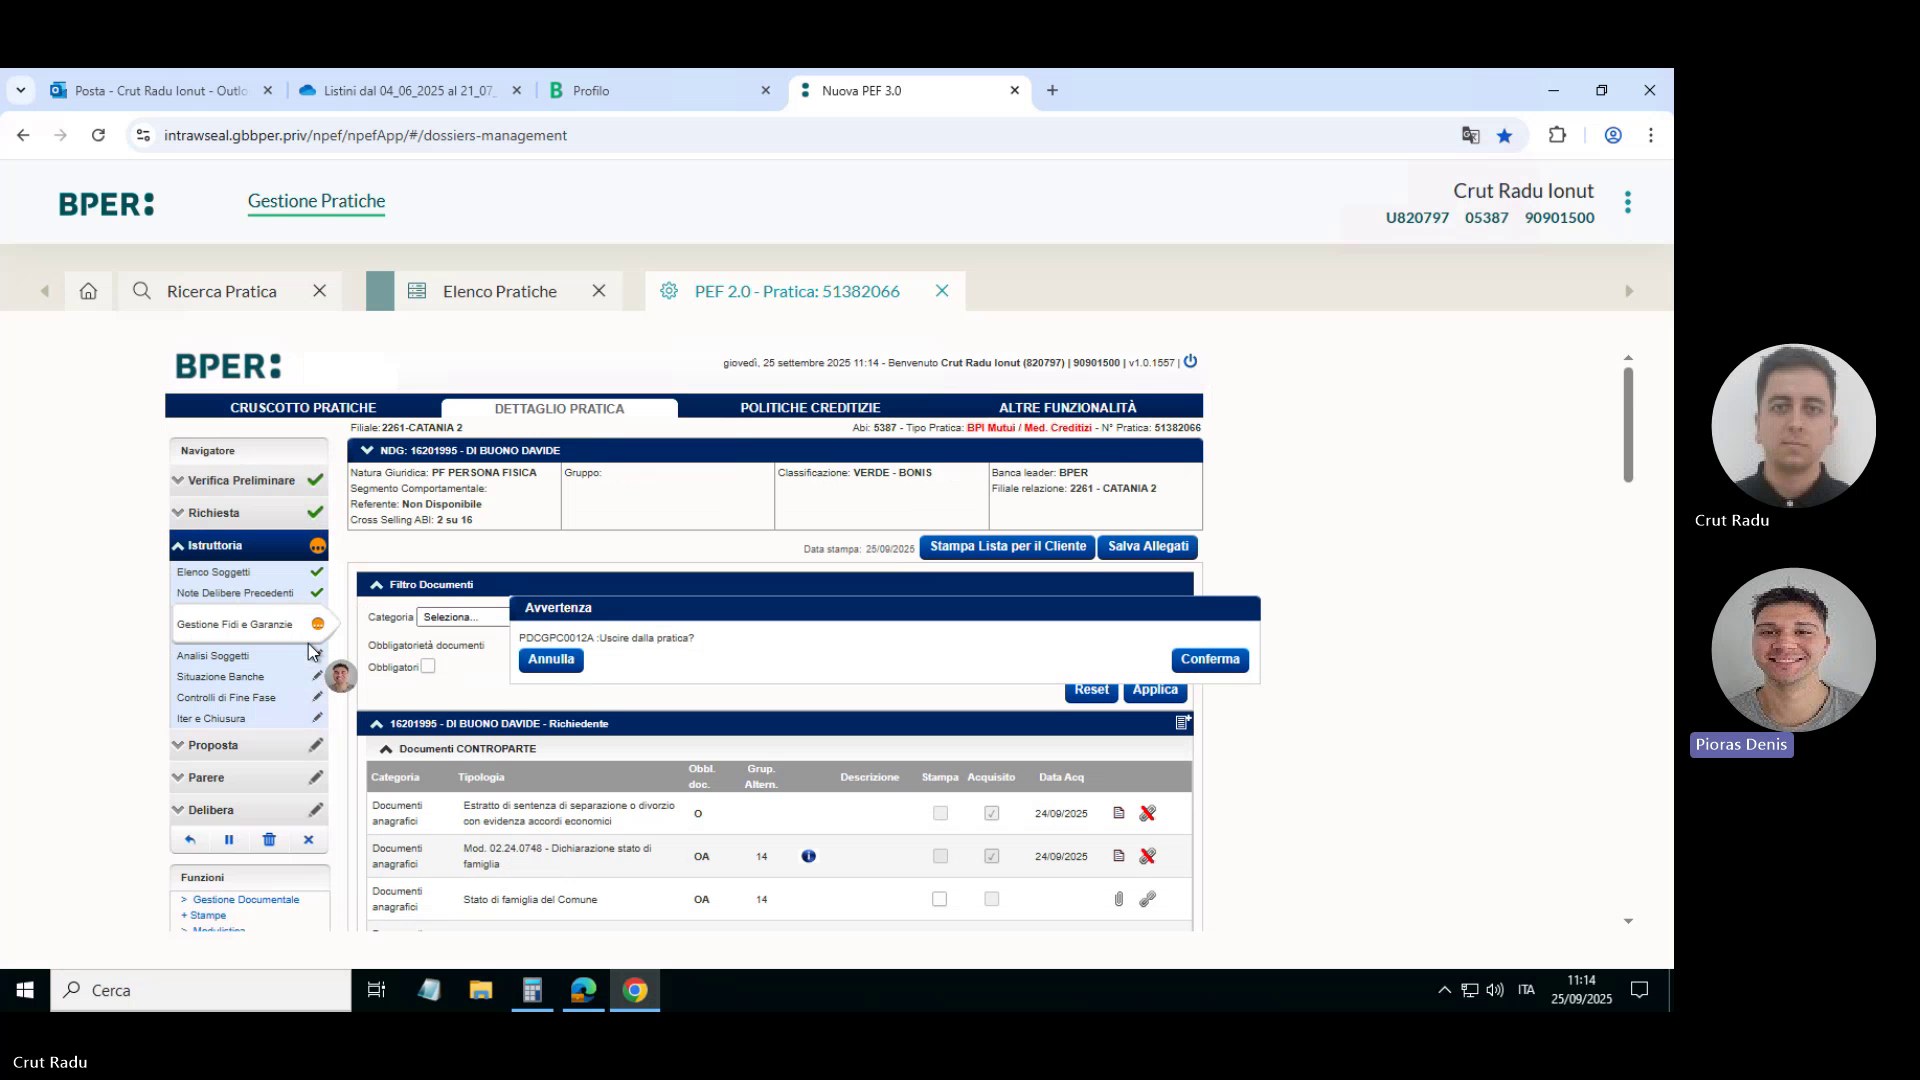 Posta - Crut Radu Ionut - Outlo
Listini dal 04_06_2025 al 21_07_
Profilo
Nuova PEF 3.0
intrawseal.gbbper.priv/npef/npefApp/#/dossiers-management
BPER:
Gestione Pratiche
Crut Radu Ionut
U820797 05387 90901500
Ricerca Pratica
Elenco Pratiche
PEF 2.0 - Pratica: 51382066
BPER:
giovedì, 25 settembre 2025 11:14 - Benvenuto Crut Radu Ionut (820797) | 90901500 | v1.0.1557 |
CRUSCOTTO PRATICHE
DETTAGLIO PRATICA
POLITICHE CREDITIZIE
ALTRE FUNZIONALITÀ
Filiale: 2261-CATANIA 2
Abi: 5387 - Tipo Pratica: BPI Mutui / Med. Creditizi - N° Pratica: 51382066
Navigatore
Verifica Preliminare
Richiesta
Istruttoria
Elenco Soggetti
Note Delibere Precedenti
Gestione Fidi e Garanzie
Analisi Soggetti
Situazione Banche
Controlli di Fine Fase
Iter e Chiusura
Proposta
Parere
Delibera
Funzioni
> Gestione Documentale
+ Stampe
> Modulistica
NDG: 16201995 - DI BUONO DAVIDE
Natura Giuridica: PF PERSONA FISICA
Segmento Comportamentale:
Referente: Non Disponibile
Cross Selling ABI: 2 su 16
Gruppo:
Classificazione: VERDE - BONIS
Banca leader: BPER
Filiale relazione: 2261 - CATANIA 2
Data stampa: 25/09/2025
Stampa Lista per il Cliente
Salva Allegati
Filtro Documenti
Categoria Seleziona...
Obbligatorietà documenti
Obbligatori
Avvertenza
PDCGPC0012A :Uscire dalla pratica?
Annulla
Conferma
Reset
Applica
16201995 - DI BUONO DAVIDE - Richiedente
Documenti CONTROPARTE
Categoria Tipologia Obbl. doc. Grup. Altern. Descrizione Stampa Acquisito Data Acq
Documenti anagrafici Estratto di sentenza di separazione o divorzio con evidenza accordi economici O 24/09/2025
Documenti anagrafici Mod. 02.24.0748 - Dichiarazione stato di famiglia OA 14 24/09/2025
Documenti anagrafici Stato di famiglia del Comune OA 14
Crut Radu
Pioras Denis
Cerca
ITA
11:14
25/09/2025
Crut Radu